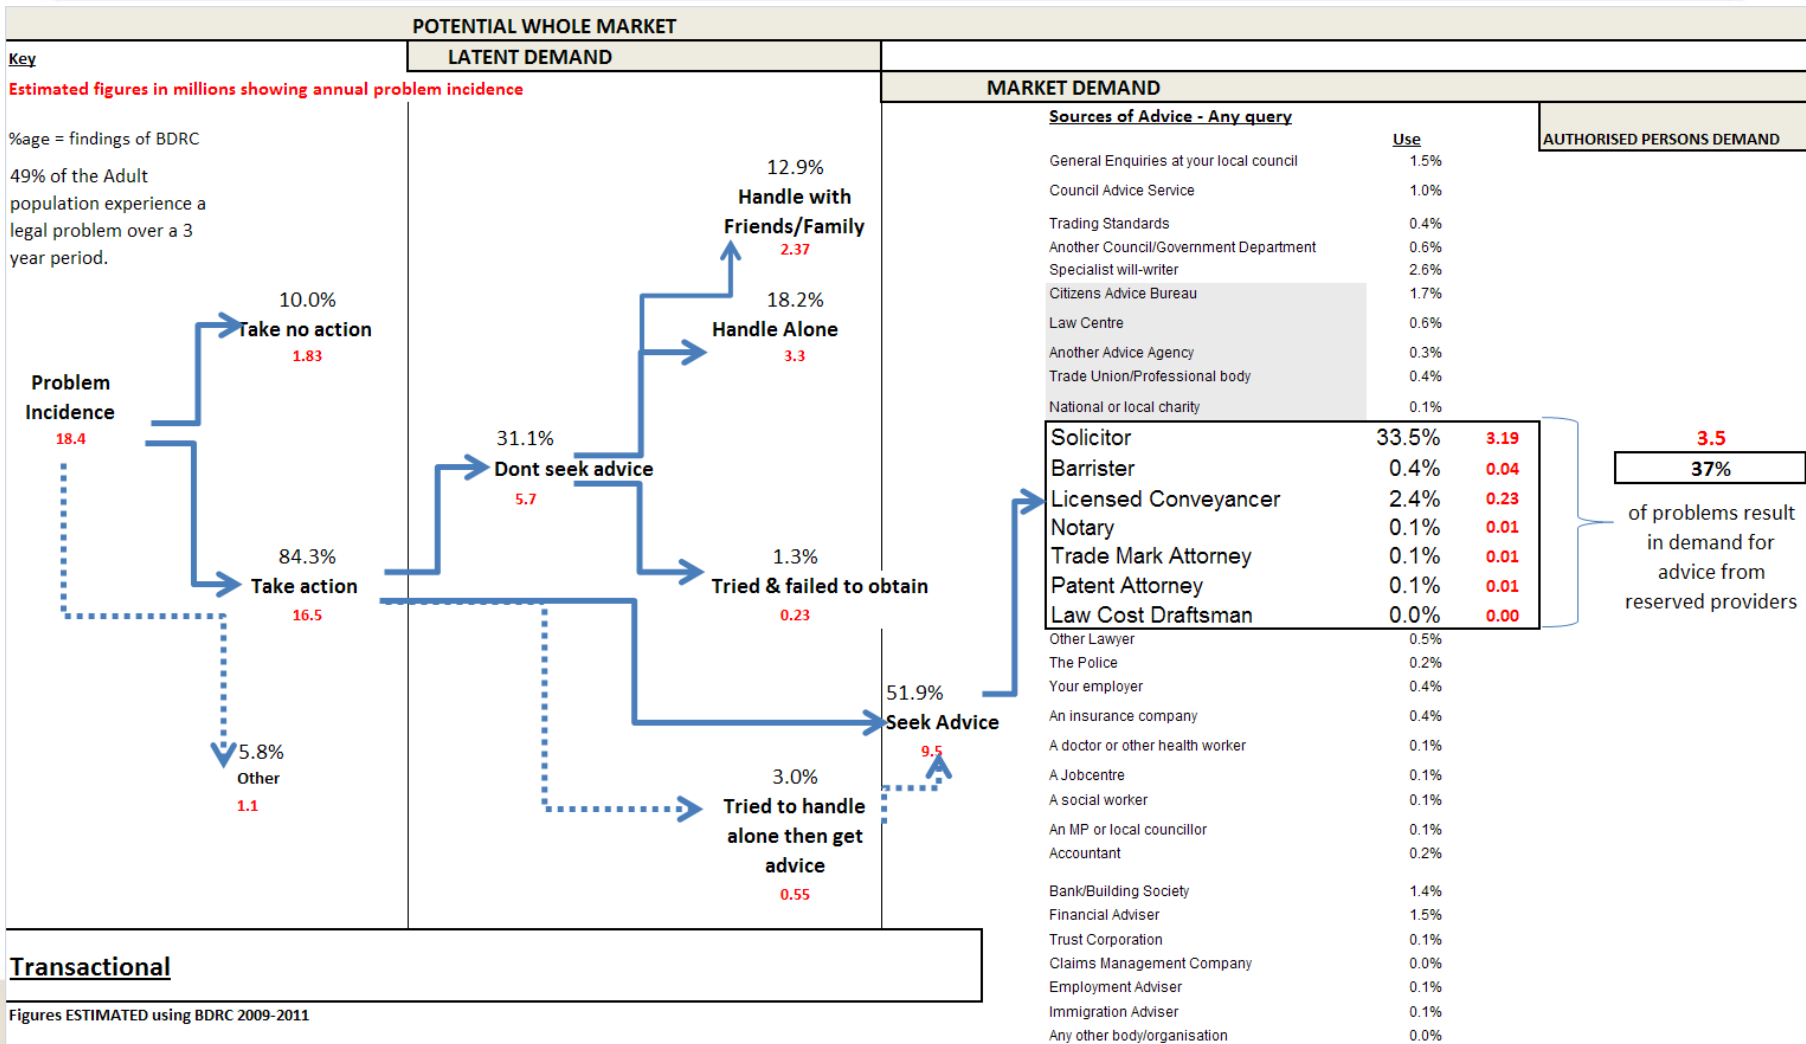 POTENTIAL WHOLE MARKET
LATENT DEMAND
MARKET DEMAND
AUTHORISED PERSONS DEMAND
Key
Estimated figures in millions showing annual problem incidence
%age = findings of BDRC
49% of the Adult
population experience a
legal problem over a 3
year period.
Problem
Incidence
18.4
10.0%
Take no action
1.83
84.3%
Take action
16.5
5.8%
Other
1.1
31.1%
Dont seek advice
5.7
12.9%
Handle with
Friends/Family
2.37
18.2%
Handle Alone
3.3
1.3%
Tried & failed to obtain
0.23
3.0%
Tried to handle
alone then get
advice
0.55
51.9%
Seek Advice
9.5
Sources of Advice - Any query
Use
General Enquiries at your local council 1.5%
Council Advice Service 1.0%
Trading Standards 0.4%
Another Council/Government Department 0.6%
Specialist will-writer 2.6%
Citizens Advice Bureau 1.7%
Law Centre 0.6%
Another Advice Agency 0.3%
Trade Union/Professional body 0.4%
National or local charity 0.1%
Solicitor 33.5% 3.19
Barrister 0.4% 0.04
Licensed Conveyancer 2.4% 0.23
Notary 0.1% 0.01
Trade Mark Attorney 0.1% 0.01
Patent Attorney 0.1% 0.01
Law Cost Draftsman 0.0% 0.00
Other Lawyer 0.5%
The Police 0.2%
Your employer 0.4%
An insurance company 0.4%
A doctor or other health worker 0.1%
A Jobcentre 0.1%
A social worker 0.1%
An MP or local councillor 0.1%
Accountant 0.2%
Bank/Building Society 1.4%
Financial Adviser 1.5%
Trust Corporation 0.1%
Claims Management Company 0.0%
Employment Adviser 0.1%
Immigration Adviser 0.1%
Any other body/organisation 0.0%
3.5
37%
of problems result
in demand for
advice from
reserved providers
Transactional
Figures ESTIMATED using BDRC 2009-2011